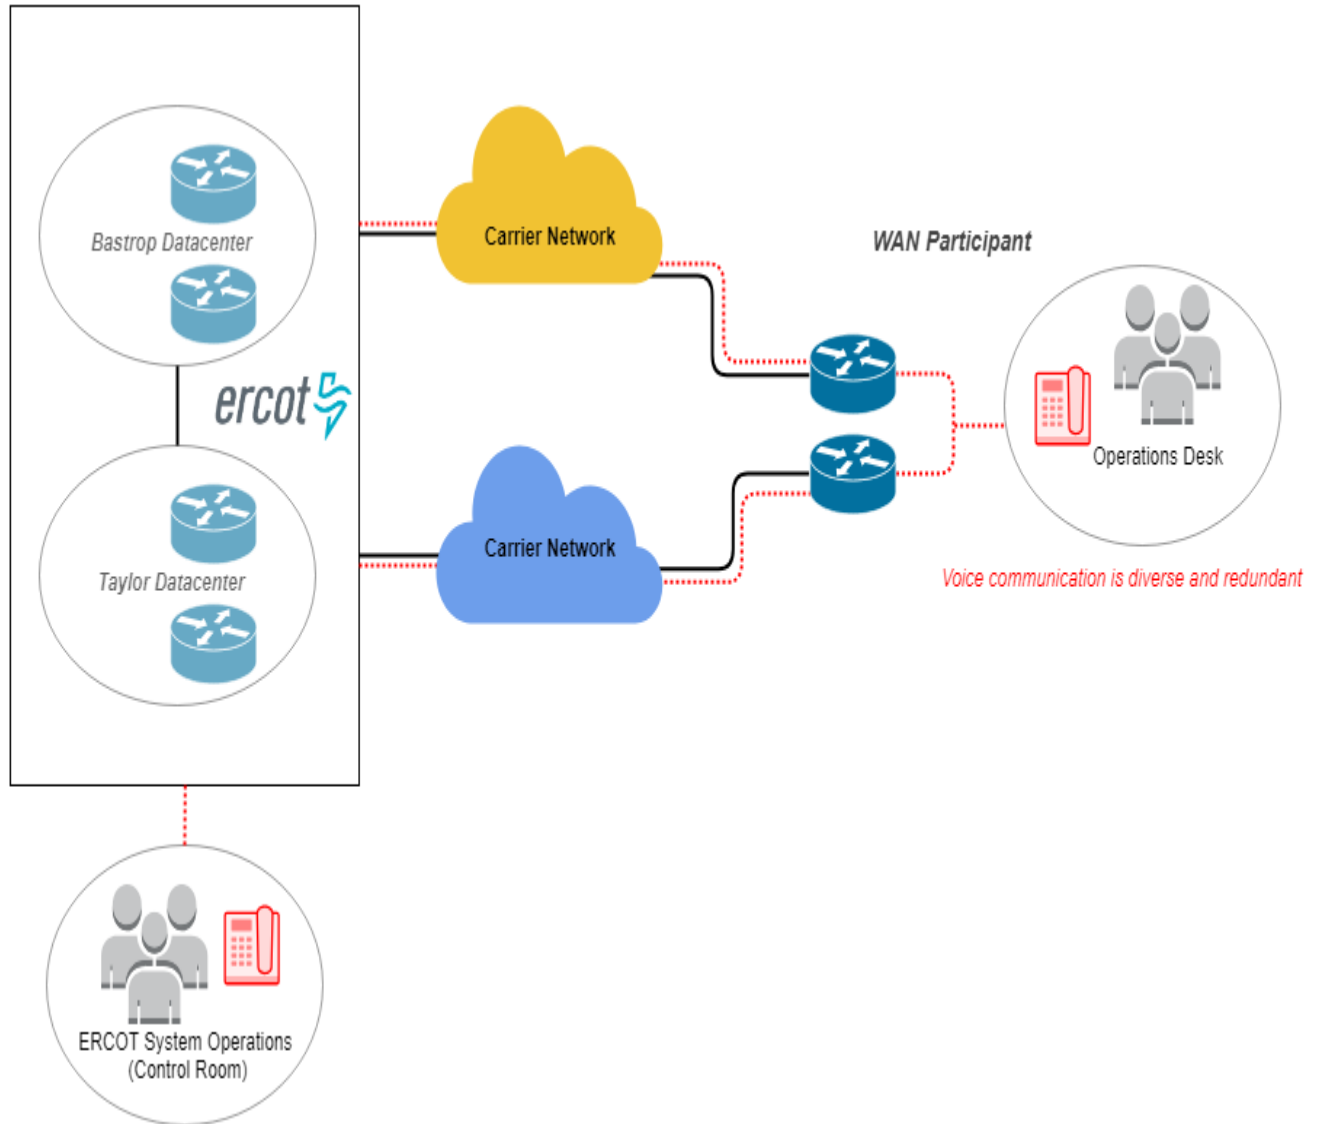 Bastrop Datacenter
Carrier Network
WAN Participant
ercot
Operations Desk
Carrier Network
Taylor Datacenter
Voice communication is diverse and redundant
ERCOT System Operations
(Control Room)